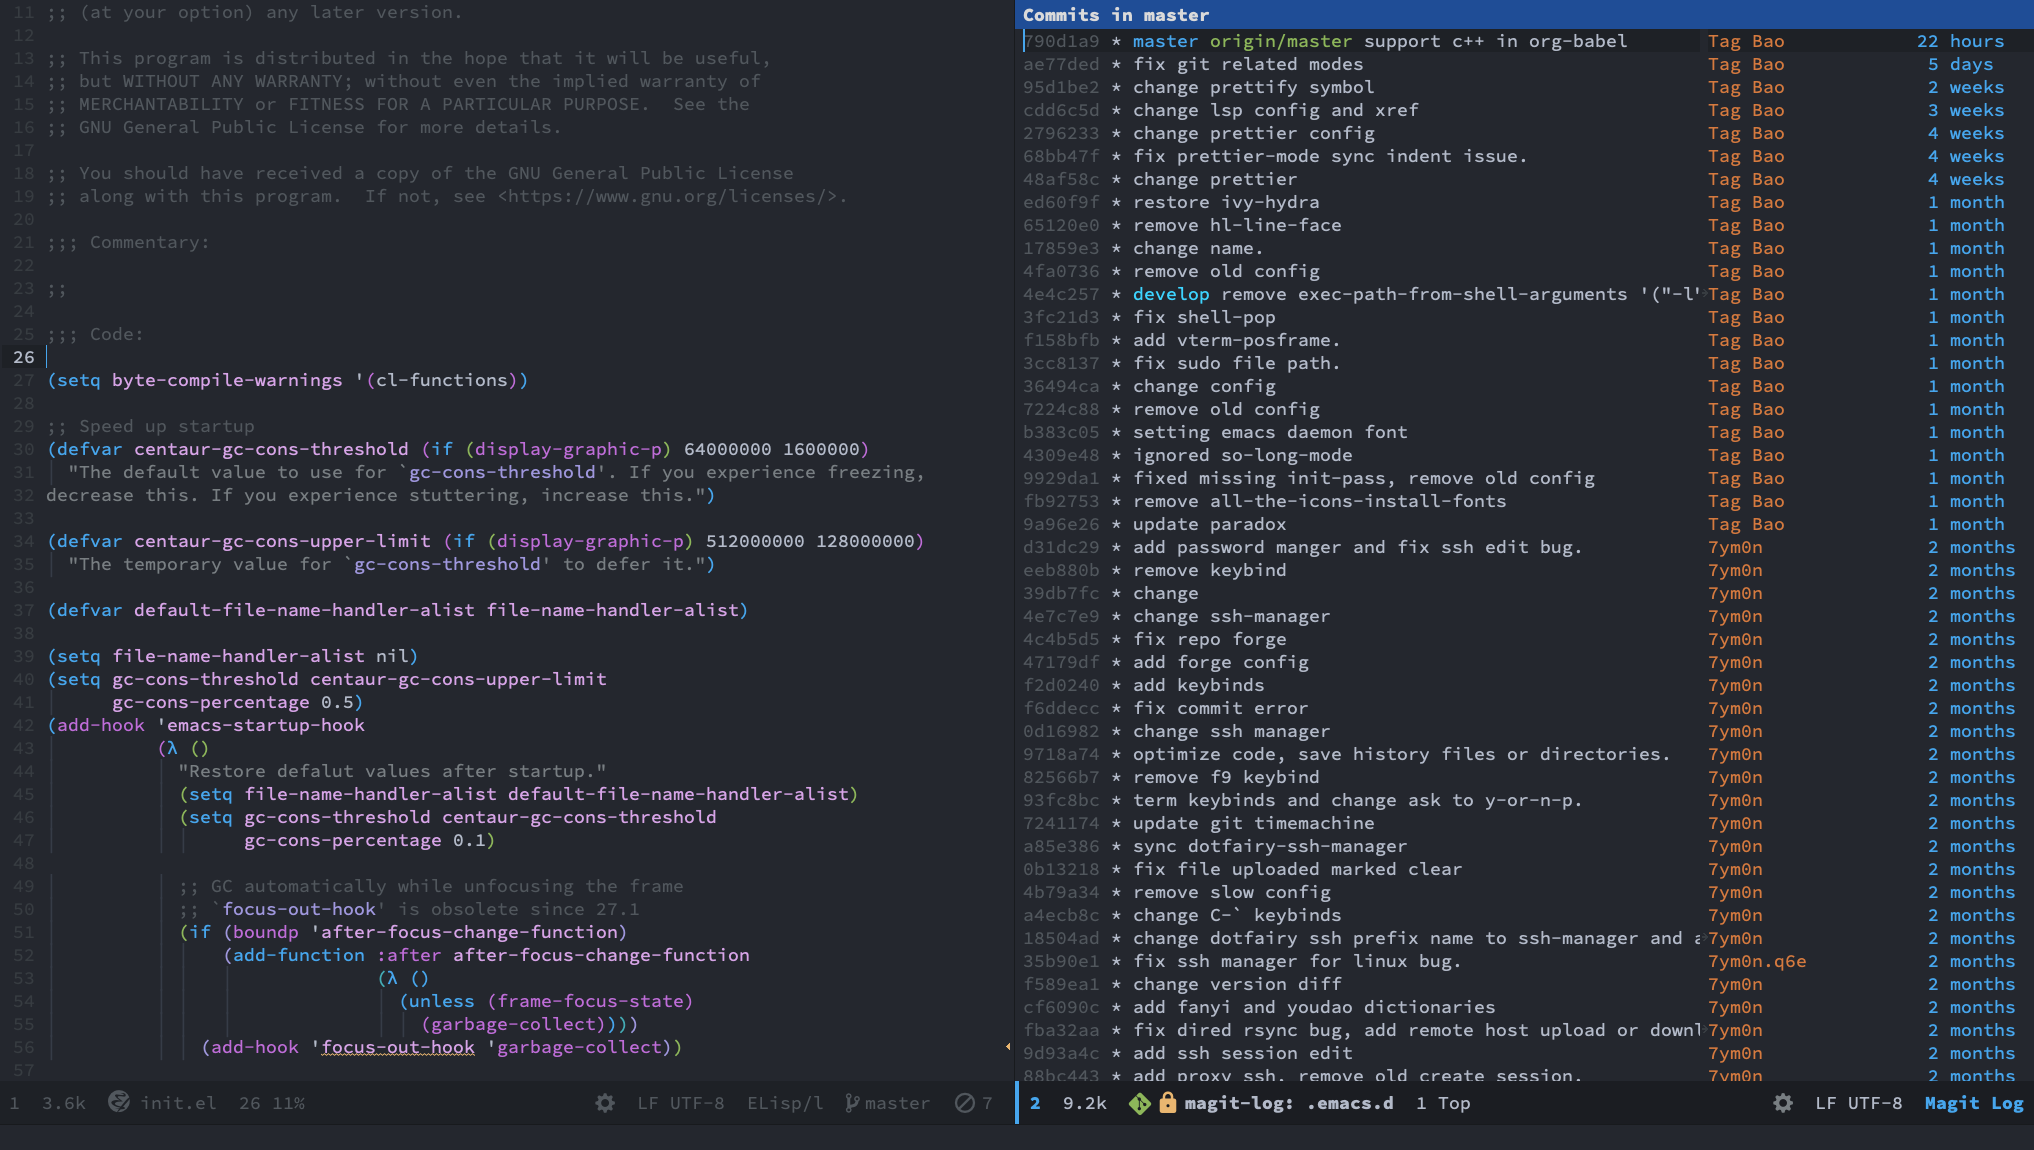 11 ;; (at your option) any later version.
12
13 ;; This program is distributed in the hope that it will be useful,
14 ;; but WITHOUT ANY WARRANTY; without even the implied warranty of
15 ;; MERCHANTABILITY or FITNESS FOR A PARTICULAR PURPOSE.  See the
16 ;; GNU General Public License for more details.
17
18 ;; You should have received a copy of the GNU General Public License
19 ;; along with this program.  If not, see <https://www.gnu.org/licenses/>.
20
21 ;;; Commentary:
22
23 ;;
24
25 ;;; Code:
26
27 (setq byte-compile-warnings '(cl-functions))
28
29 ;; Speed up startup
30 (defvar centaur-gc-cons-threshold (if (display-graphic-p) 64000000 1600000)
31   "The default value to use for `gc-cons-threshold'. If you experience freezing,
32 decrease this. If you experience stuttering, increase this.")
33
34 (defvar centaur-gc-cons-upper-limit (if (display-graphic-p) 512000000 128000000)
35   "The temporary value for `gc-cons-threshold' to defer it.")
36
37 (defvar default-file-name-handler-alist file-name-handler-alist)
38
39 (setq file-name-handler-alist nil)
40 (setq gc-cons-threshold centaur-gc-cons-upper-limit
41       gc-cons-percentage 0.5)
42 (add-hook 'emacs-startup-hook
43           (λ ()
44             "Restore defalut values after startup."
45             (setq file-name-handler-alist default-file-name-handler-alist)
46             (setq gc-cons-threshold centaur-gc-cons-threshold
47                   gc-cons-percentage 0.1)
48
49             ;; GC automatically while unfocusing the frame
50             ;; `focus-out-hook' is obsolete since 27.1
51             (if (boundp 'after-focus-change-function)
52                 (add-function :after after-focus-change-function
53                               (λ ()
54                                 (unless (frame-focus-state)
55                                   (garbage-collect))))
56               (add-hook 'focus-out-hook 'garbage-collect))
57
1 3.6k init.el 26 11% LF UTF-8 ELisp/l master 7
Commits in master
790d1a9 * master origin/master support c++ in org-babel Tag Bao 22 hours
ae77ded * fix git related modes Tag Bao 5 days
95d1be2 * change prettify symbol Tag Bao 2 weeks
cdd6c5d * change lsp config and xref Tag Bao 3 weeks
2796233 * change prettier config Tag Bao 4 weeks
68bb47f * fix prettier-mode sync indent issue. Tag Bao 4 weeks
48af58c * change prettier Tag Bao 4 weeks
ed60f9f * restore ivy-hydra Tag Bao 1 month
65120e0 * remove hl-line-face Tag Bao 1 month
17859e3 * change name. Tag Bao 1 month
4fa0736 * remove old config Tag Bao 1 month
4e4c257 * develop remove exec-path-from-shell-arguments '("-l" Tag Bao 1 month
3fc21d3 * fix shell-pop Tag Bao 1 month
f158bfb * add vterm-posframe. Tag Bao 1 month
3cc8137 * fix sudo file path. Tag Bao 1 month
36494ca * change config Tag Bao 1 month
7224c88 * remove old config Tag Bao 1 month
b383c05 * setting emacs daemon font Tag Bao 1 month
4309e48 * ignored so-long-mode Tag Bao 1 month
9929da1 * fixed missing init-pass, remove old config Tag Bao 1 month
fb92753 * remove all-the-icons-install-fonts Tag Bao 1 month
9a96e26 * update paradox Tag Bao 1 month
d31dc29 * add password manger and fix ssh edit bug. 7ym0n 2 months
eeb880b * remove keybind 7ym0n 2 months
39db7fc * change 7ym0n 2 months
4e7c7e9 * change ssh-manager 7ym0n 2 months
4c4b5d5 * fix repo forge 7ym0n 2 months
47179df * add forge config 7ym0n 2 months
f2d0240 * add keybinds 7ym0n 2 months
f6ddecc * fix commit error 7ym0n 2 months
0d16982 * change ssh manager 7ym0n 2 months
9718a74 * optimize code, save history files or directories. 7ym0n 2 months
82566b7 * remove f9 keybind 7ym0n 2 months
93fc8bc * term keybinds and change ask to y-or-n-p. 7ym0n 2 months
7241174 * update git timemachine 7ym0n 2 months
a85e386 * sync dotfairy-ssh-manager 7ym0n 2 months
0b13218 * fix file uploaded marked clear 7ym0n 2 months
4b79a34 * remove slow config 7ym0n 2 months
a4ecb8c * change C-` keybinds 7ym0n 2 months
18504ad * change dotfairy ssh prefix name to ssh-manager and 7ym0n 2 months
35b90e1 * fix ssh manager for linux bug. 7ym0n.q6e 2 months
f589ea1 * change version diff 7ym0n 2 months
cf6090c * add fanyi and youdao dictionaries 7ym0n 2 months
fba32aa * fix dired rsync bug, add remote host upload or downl 7ym0n 2 months
9d93a4c * add ssh session edit 7ym0n 2 months
88bc443 * add proxy ssh, remove old create session. 7ym0n 2 months
2 9.2k magit-log: .emacs.d 1 Top LF UTF-8 Magit Log